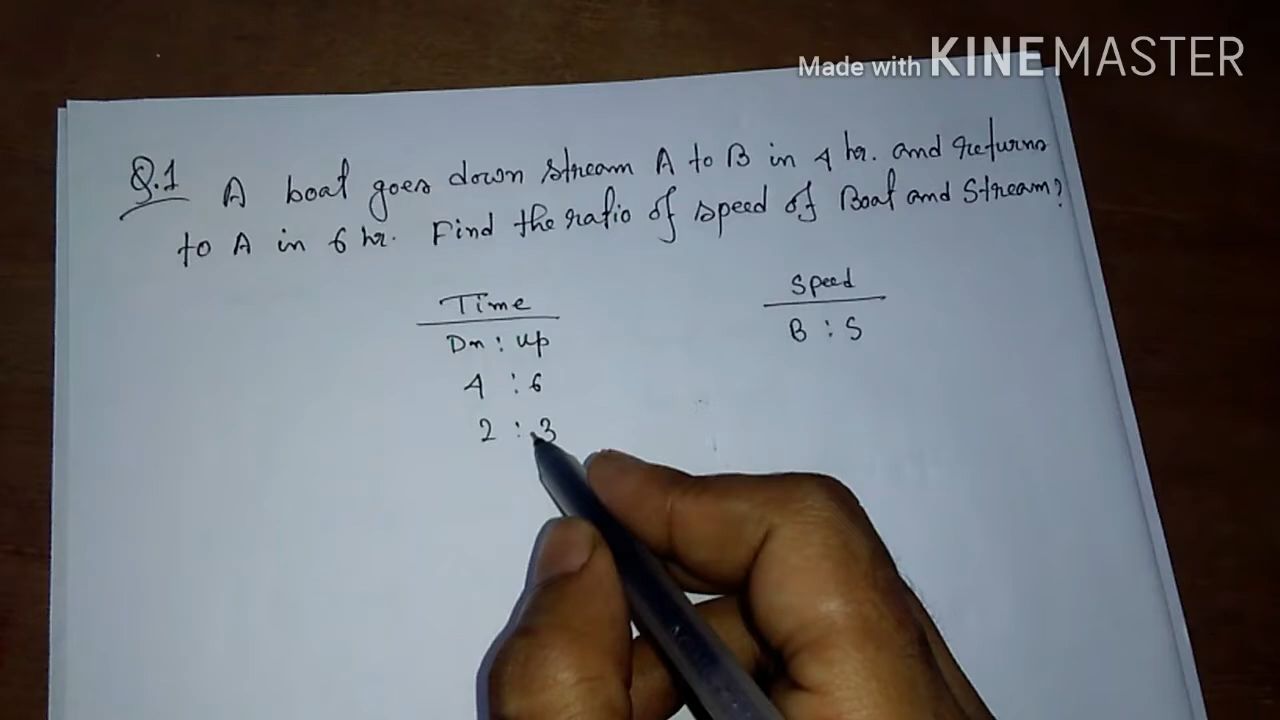 Made with KINEMASTER
Q.1 A boat goes down stream A to B in 4 hr. and returns
to A in 6 hr. Find the ratio of speed of Boat and Stream?
Time
Speed
Dn : up
B : S
4 : 6
2 : 3